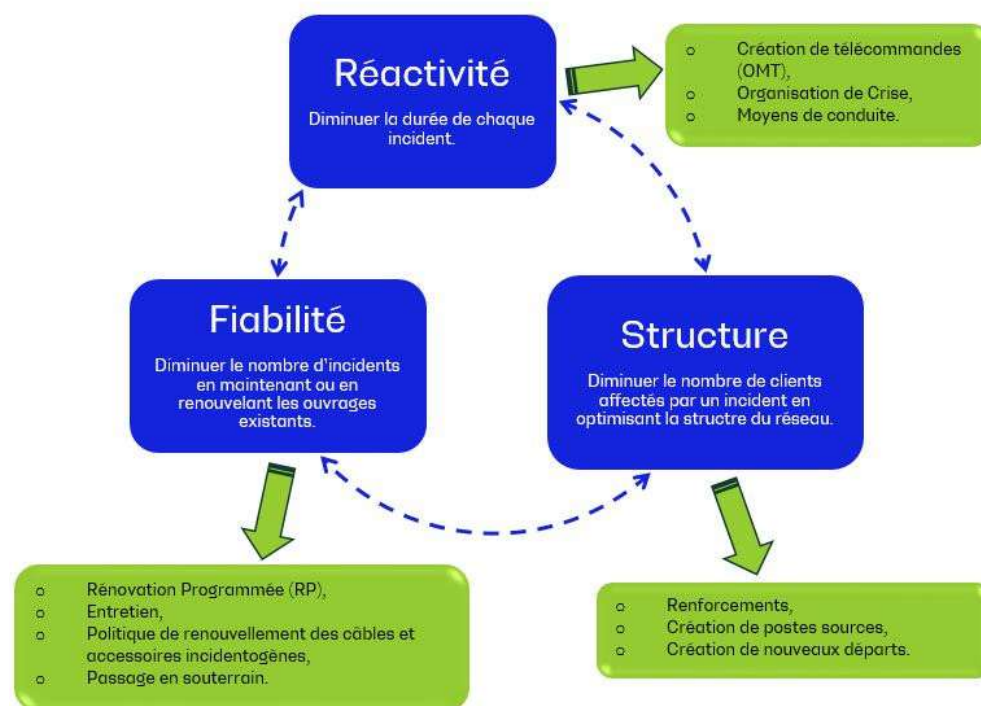 Réactivité
Diminuer la durée de chaque
incident.
o Création de télécommandes
(OMT),
o Organisation de Crise,
o Moyens de conduite.
Fiabilité
Diminuer le nombre d'incidents
en maintenant ou en
renouvelant les ouvrages
existants.
Structure
Diminuer le nombre de clients
affectés par un incident en
optimisant la structre du réseau.
o Rénovation Programmée (RP),
o Entretien,
o Politique de renouvellement des câbles et
accessoires incidentogènes,
o Passage en souterrain.
o Renforcements,
o Création de postes sources,
o Création de nouveaux départs.